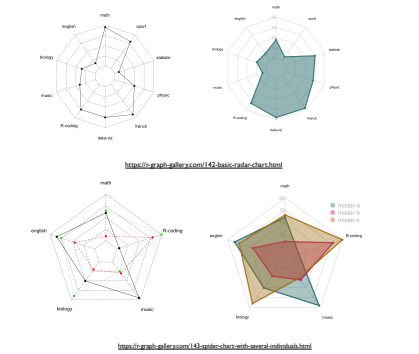 math
english
sport
biology
statistic
music
physic
R-coding
french
data-viz
math
english
sport
biology
statistic
music
physic
R-coding
french
data-viz
https://r-graph-gallery.com/142-basic-radar-chart.html
math
english
R-coding
biology
music
math
mister-a
mister-b
mister-c
english
R-coding
biology
music
https://r-graph-gallery.com/143-spider-chart-with-several-individuals.html